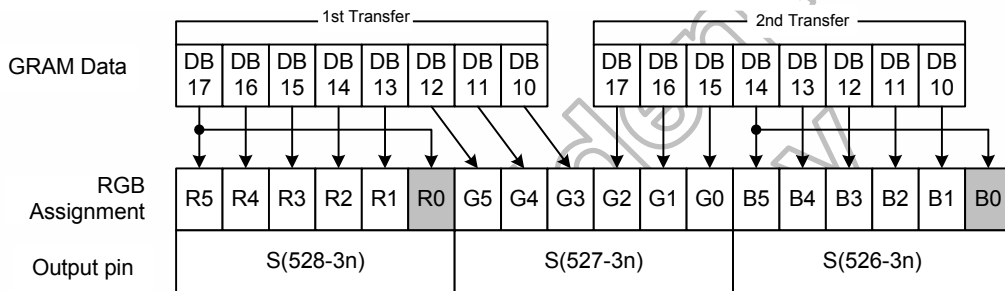 1st Transfer 2nd Transfer
GRAM Data
DB 17 DB 16 DB 15 DB 14 DB 13 DB 12 DB 11 DB 10 DB 17 DB 16 DB 15 DB 14 DB 13 DB 12 DB 11 DB 10
RGB Assignment
R5 R4 R3 R2 R1 R0 G5 G4 G3 G2 G1 G0 B5 B4 B3 B2 B1 B0
Output pin S(528-3n) S(527-3n) S(526-3n)